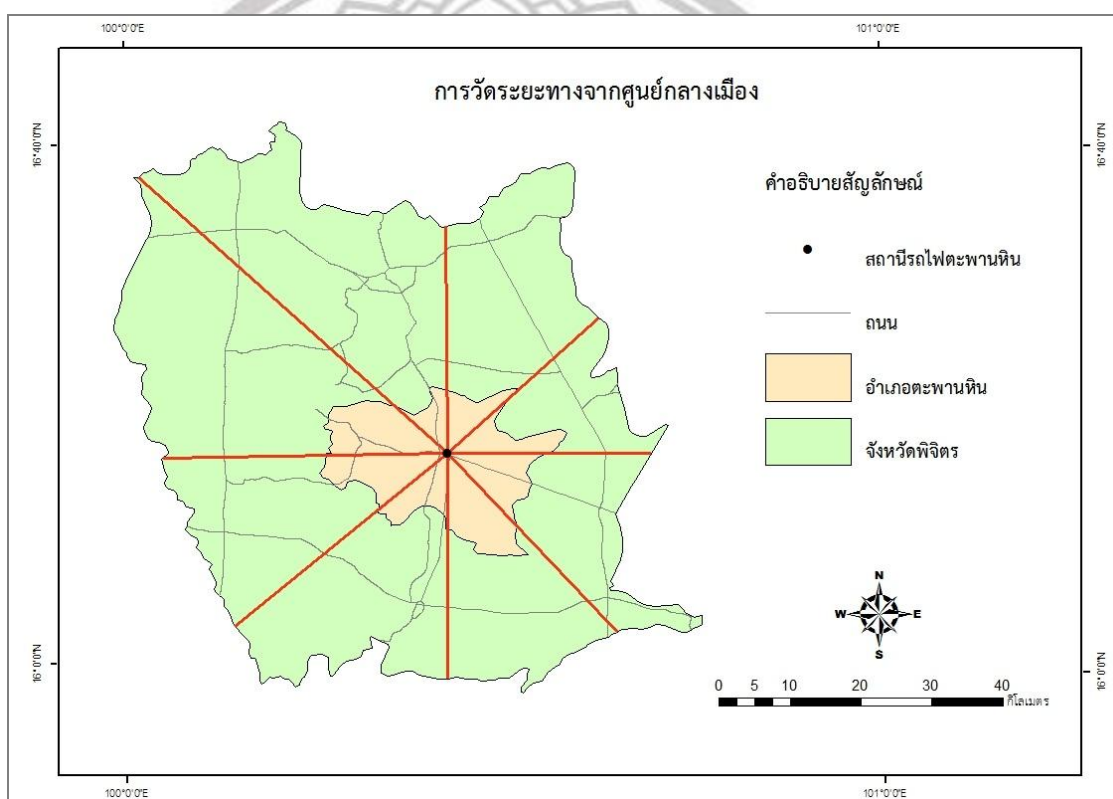 100°0'0"E 101°0'0"E
การวัดระยะทางจากศูนย์กลางเมือง
16°40'0"N 16°40'0"N
คำอธิบายสัญลักษณ์
สถานีรถไฟตะพานหิน
ถนน
อำเภอตะพานหิน
จังหวัดพิจิตร
N
W E
S
16°0'0"N 16°0'0"N
0 5 10 20 30 40
กิโลเมตร
100°0'0"E 101°0'0"E